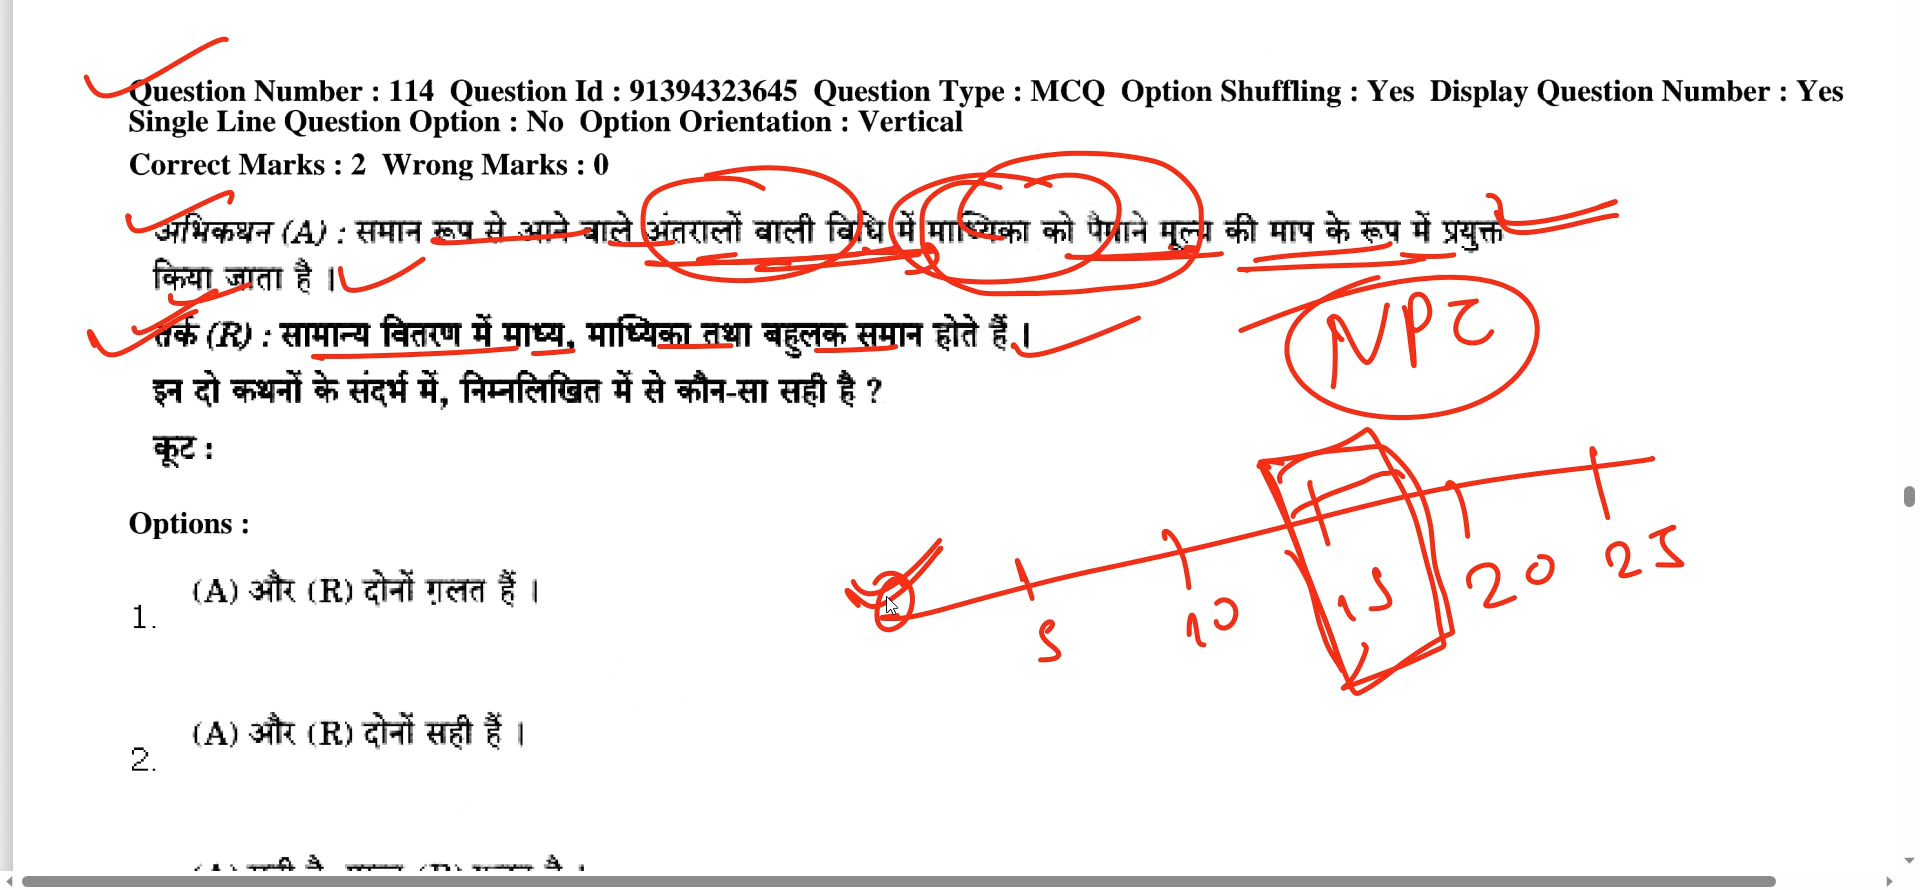 Question Number : 114 Question Id : 91394323645 Question Type : MCQ Option Shuffling : Yes Display Question Number : Yes
Single Line Question Option : No Option Orientation : Vertical
Correct Marks : 2 Wrong Marks : 0
अभिकथन (A) : समान रूप से आने वाले अंतरालों वाली विधि में माध्यिका को पैमाने मूल्य की माप के रूप में प्रयुक्त
किया जाता है ।
तर्क (R) : सामान्य वितरण में माध्य, माध्यिका तथा बहुलक समान होते हैं ।
NPC
इन दो कथनों के संदर्भ में, निम्नलिखित में से कौन-सा सही है ?
कूट :
Options :
5 10 15 20 25
(A) और (R) दोनों ग़लत हैं ।
1.
(A) और (R) दोनों सही हैं ।
2.